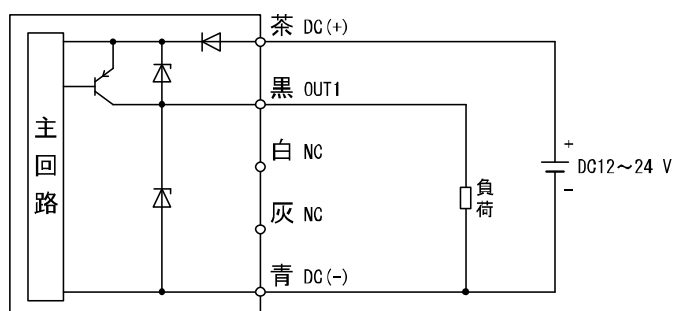 茶 DC(+)
黒 OUT1
白 NC
灰 NC
青 DC(-)
主回路
負荷
+
DC12～24 V
-